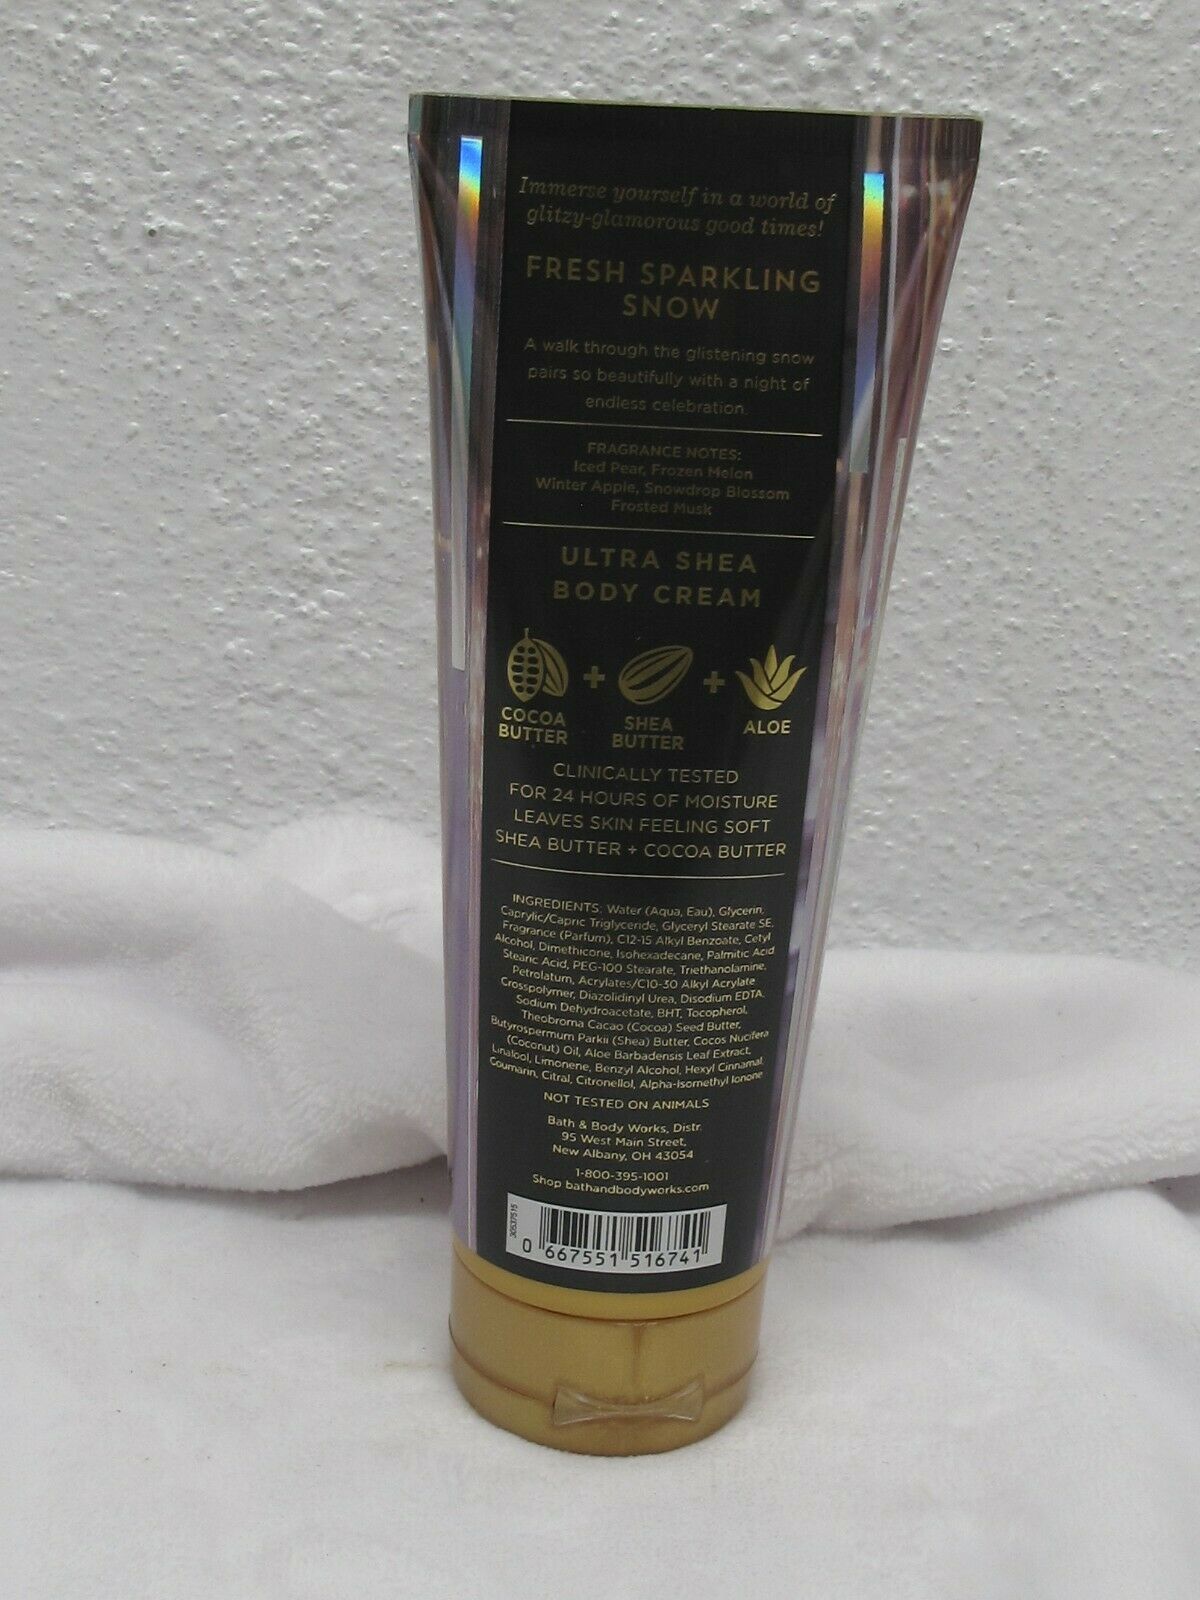 Immerse yourself in a world of
glitzy-glamorous good times!
FRESH SPARKLING
SNOW
A walk through the glistening snow
pairs so beautifully with a night of
endless celebration.
FRAGRANCE NOTES:
Iced Pear, Frozen Melon
Winter Apple, Snowdrop Blossom
Frosted Musk
ULTRA SHEA
BODY CREAM
COCOA
BUTTER
+
SHEA
BUTTER
+
ALOE
CLINICALLY TESTED
FOR 24 HOURS OF MOISTURE
LEAVES SKIN FEELING SOFT
SHEA BUTTER + COCOA BUTTER
INGREDIENTS: Water (Aqua, Eau), Glycerin,
Caprylic/Capric Triglyceride, Glyceryl Stearate SE,
Fragrance (Parfum), C12-15 Alkyl Benzoate, Cetyl
Alcohol, Dimethicone, Isohexadecane, Palmitic Acid
Stearic Acid, PEG-100 Stearate, Triethanolamine,
Petrolatum, Acrylates/C10-30 Alkyl Acrylate
Crosspolymer, Diazolidinyl Urea, Disodium EDTA,
Sodium Dehydroacetate, BHT, Tocopherol,
Theobroma Cacao (Cocoa) Seed Butter,
Butyrospermum Parkii (Shea) Butter, Cocos Nucifera
(Coconut) Oil, Aloe Barbadensis Leaf Extract,
Linalool, Limonene, Benzyl Alcohol, Hexyl Cinnamal,
Coumarin, Citral, Citronellol, Alpha-Isomethyl Ionone
NOT TESTED ON ANIMALS
Bath & Body Works, Distr.
95 West Main Street,
New Albany, OH 43054
1-800-395-1001
Shop bathandbodyworks.com
30537515
0 667551 516741